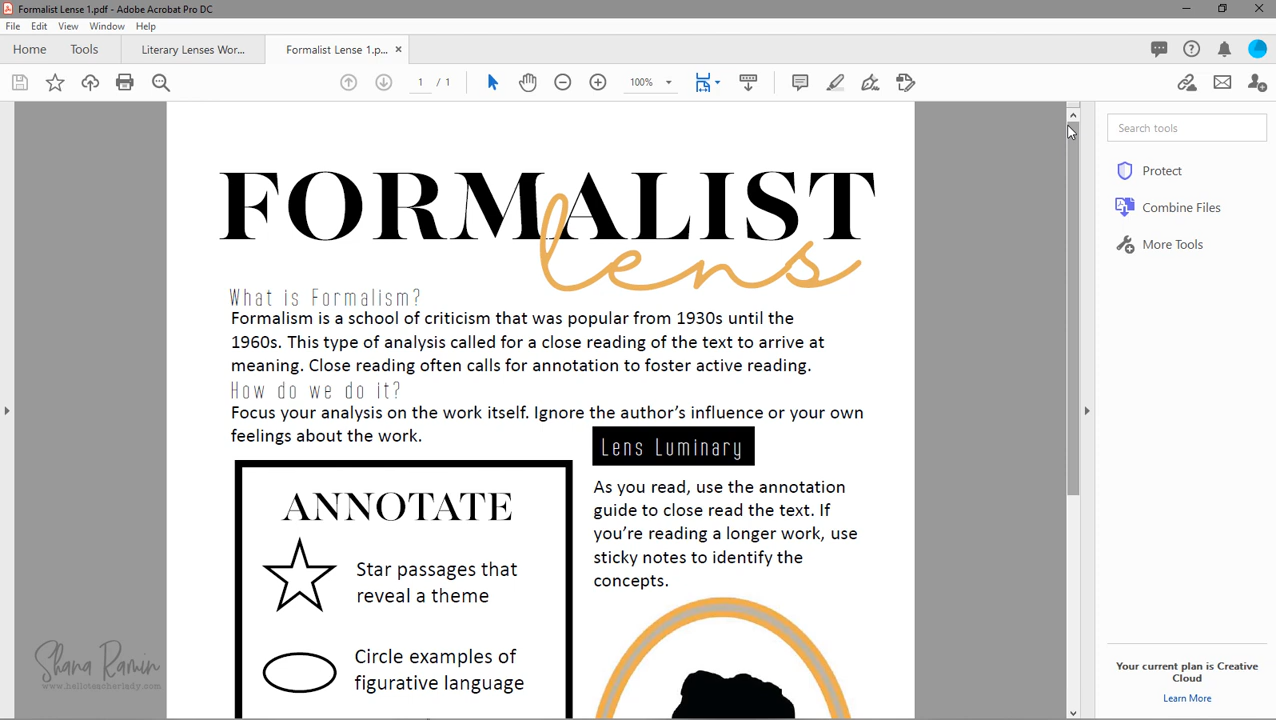 Formalist Lense 1.pdf - Adobe Acrobat Pro DC
File Edit View Window Help
Home Tools Literary Lenses Wor... Formalist Lense 1.p... ×
1 / 1 100%
Search tools
Protect
Combine Files
More Tools
FORMALIST
lens
What is Formalism?
Formalism is a school of criticism that was popular from 1930s until the
1960s. This type of analysis called for a close reading of the text to arrive at
meaning. Close reading often calls for annotation to foster active reading.
How do we do it?
Focus your analysis on the work itself. Ignore the author's influence or your own
feelings about the work.
ANNOTATE
Star passages that
reveal a theme
Circle examples of
figurative language
Lens Luminary
As you read, use the annotation
guide to close read the text. If
you're reading a longer work, use
sticky notes to identify the
concepts.
Shana Ramin
www.helloteacherlady.com
Your current plan is Creative
Cloud
Learn More